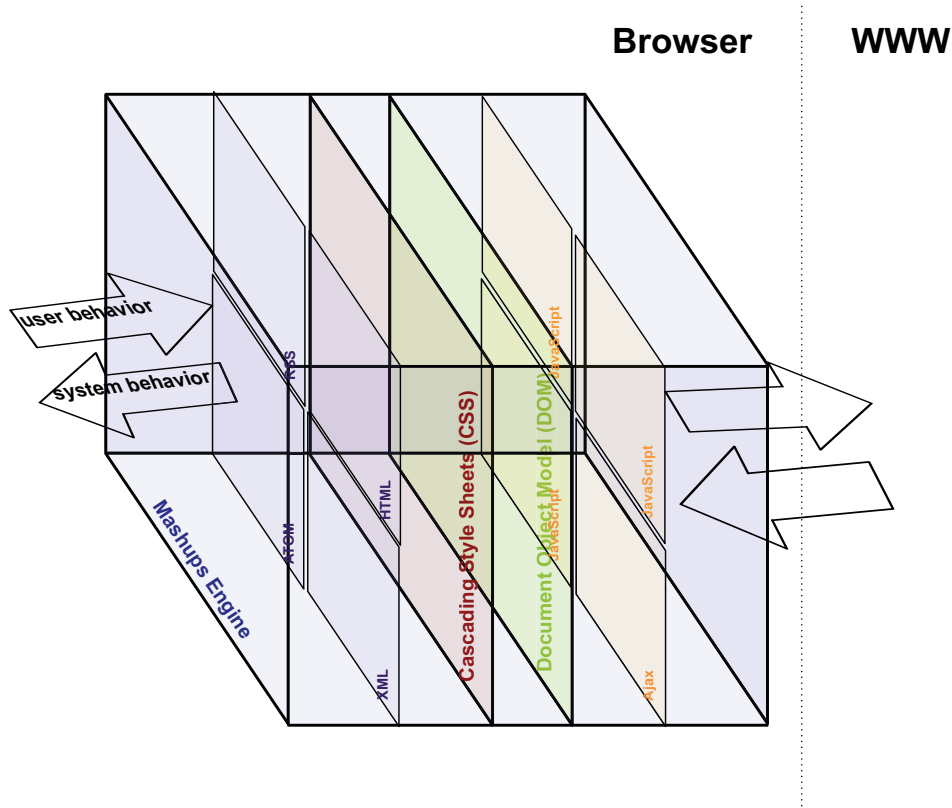 Browser
WWW
user behavior
system behavior
Mashups Engine
RSS
ATOM
HTML
XML
Cascading Style Sheets (CSS)
Document Object Model (DOM)
JavaScript
JavaScript
JavaScript
Ajax